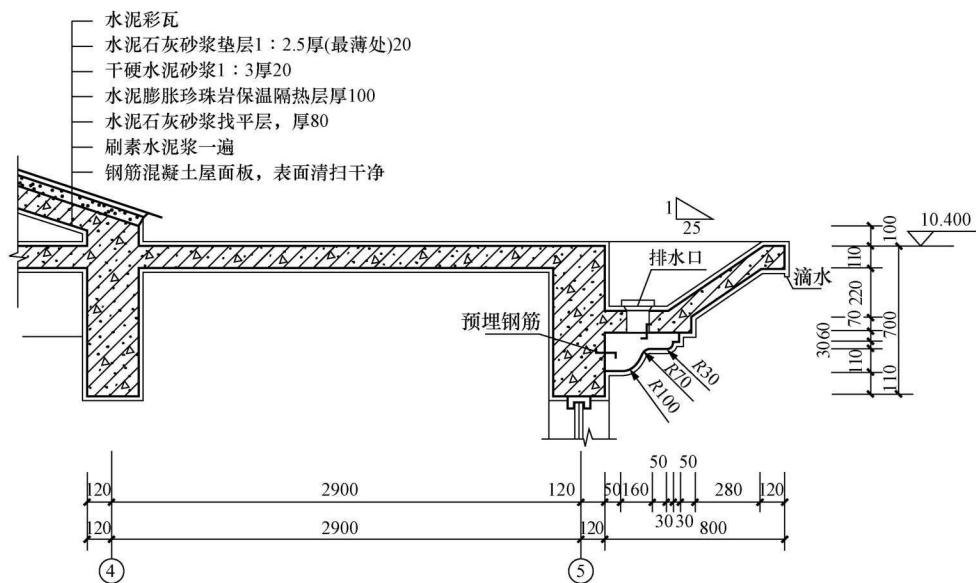 水泥彩瓦
水泥石灰砂浆垫层1：2.5厚(最薄处)20
干硬水泥砂浆1：3厚20
水泥膨胀珍珠岩保温隔热层厚100
水泥石灰砂浆找平层，厚80
刷素水泥浆一遍
钢筋混凝土屋面板，表面清扫干净
1
25
10.400
100
排水口
滴水
110
220
700
70
3060
110
110
预埋钢筋
R30
R70
R100
120
2900
120
50
160
50
50
30
30
280
120
120
2900
120
800
4
5